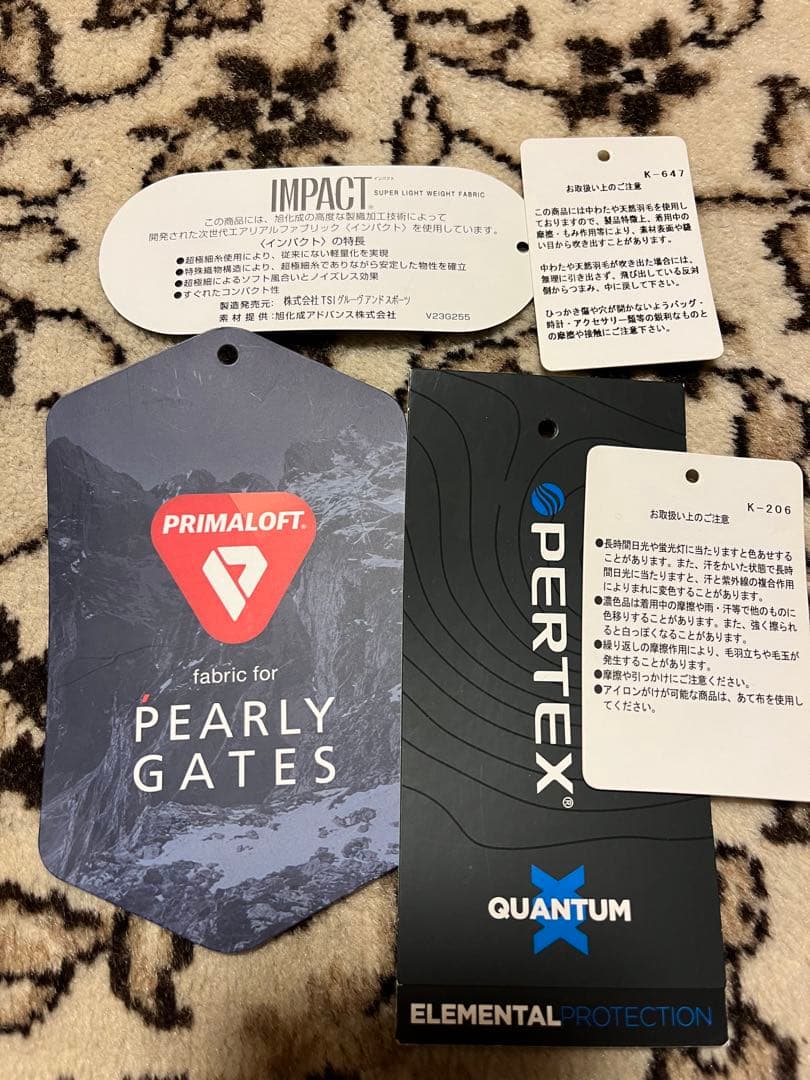 IMPACT® インパクト SUPER LIGHT WEIGHT FABRIC
この商品には、旭化成の高度な製織加工技術によって
開発された次世代エアリアルファブリック〈インパクト〉を使用しています。
〈インパクト〉の特長
●超極細糸使用により、従来にない軽量化を実現
●特殊織物構造により、超極細糸でありながら安定した物性を確立
●超極細によるソフト風合いとノイズレス効果
●すぐれたコンパクト性
製造発売元: 株式会社TSIグルーヴアンドスポーツ
素材提供:旭化成アドバンス株式会社 V23G255
K-647
お取扱い上のご注意
この商品には中わたや天然羽毛を使用し
ておりますので、製品特徴上、着用中の
摩擦・もみ作用等により、素材表面や縫
い目から吹き出すことがあります。
中わたや天然羽毛が吹き出た場合には、
無理に引き出さず、飛び出している反対
側からつまみ、中に戻して下さい。
ひっかき傷や穴が開かないようバッグ・
時計・アクセサリー類等の鋭利なものと
の摩擦や接触にご注意下さい。
PRIMALOFT®
fabric for
PEARLY
GATES
PERTEX®
QUANTUM
X
ELEMENTALPROTECTION
K-206
お取扱い上のご注意
●長時間日光や蛍光灯に当たりますと色あせする
ことがあります。また、汗をかいた状態で長時
間日光に当たりますと、汗と紫外線の複合作用
によりまれに変色することがあります。
●濃色品は着用中の摩擦や雨・汗等で他のものに
色移りすることがあります。また、強く擦られ
ると白っぽくなることがあります。
●繰り返しの摩擦作用により、毛羽立ちや毛玉が
発生することがあります。
●摩擦や引っかけにご注意ください。
●アイロンがけが可能な商品は、あて布を使用し
てください。